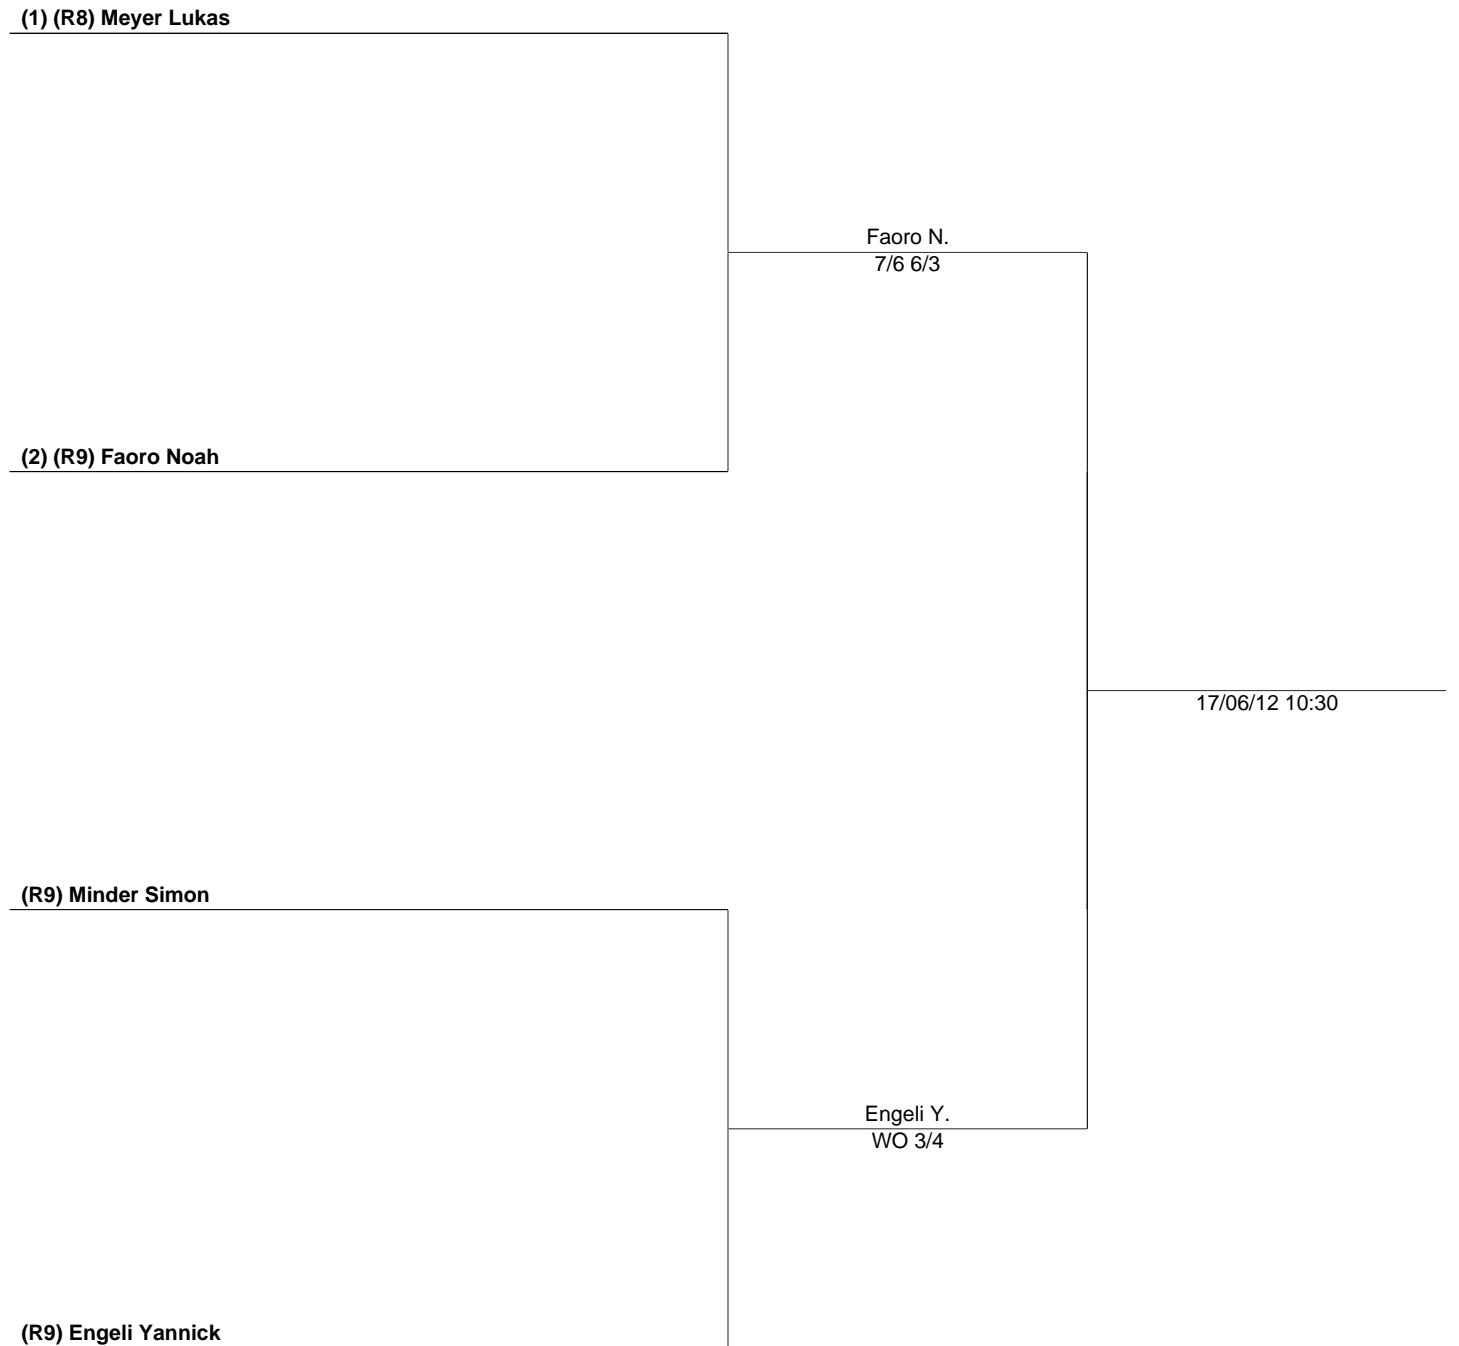 (1) (R8) Meyer Lukas
Faoro N.
7/6 6/3
(2) (R9) Faoro Noah
17/06/12 10:30
(R9) Minder Simon
Engeli Y.
WO 3/4
(R9) Engeli Yannick